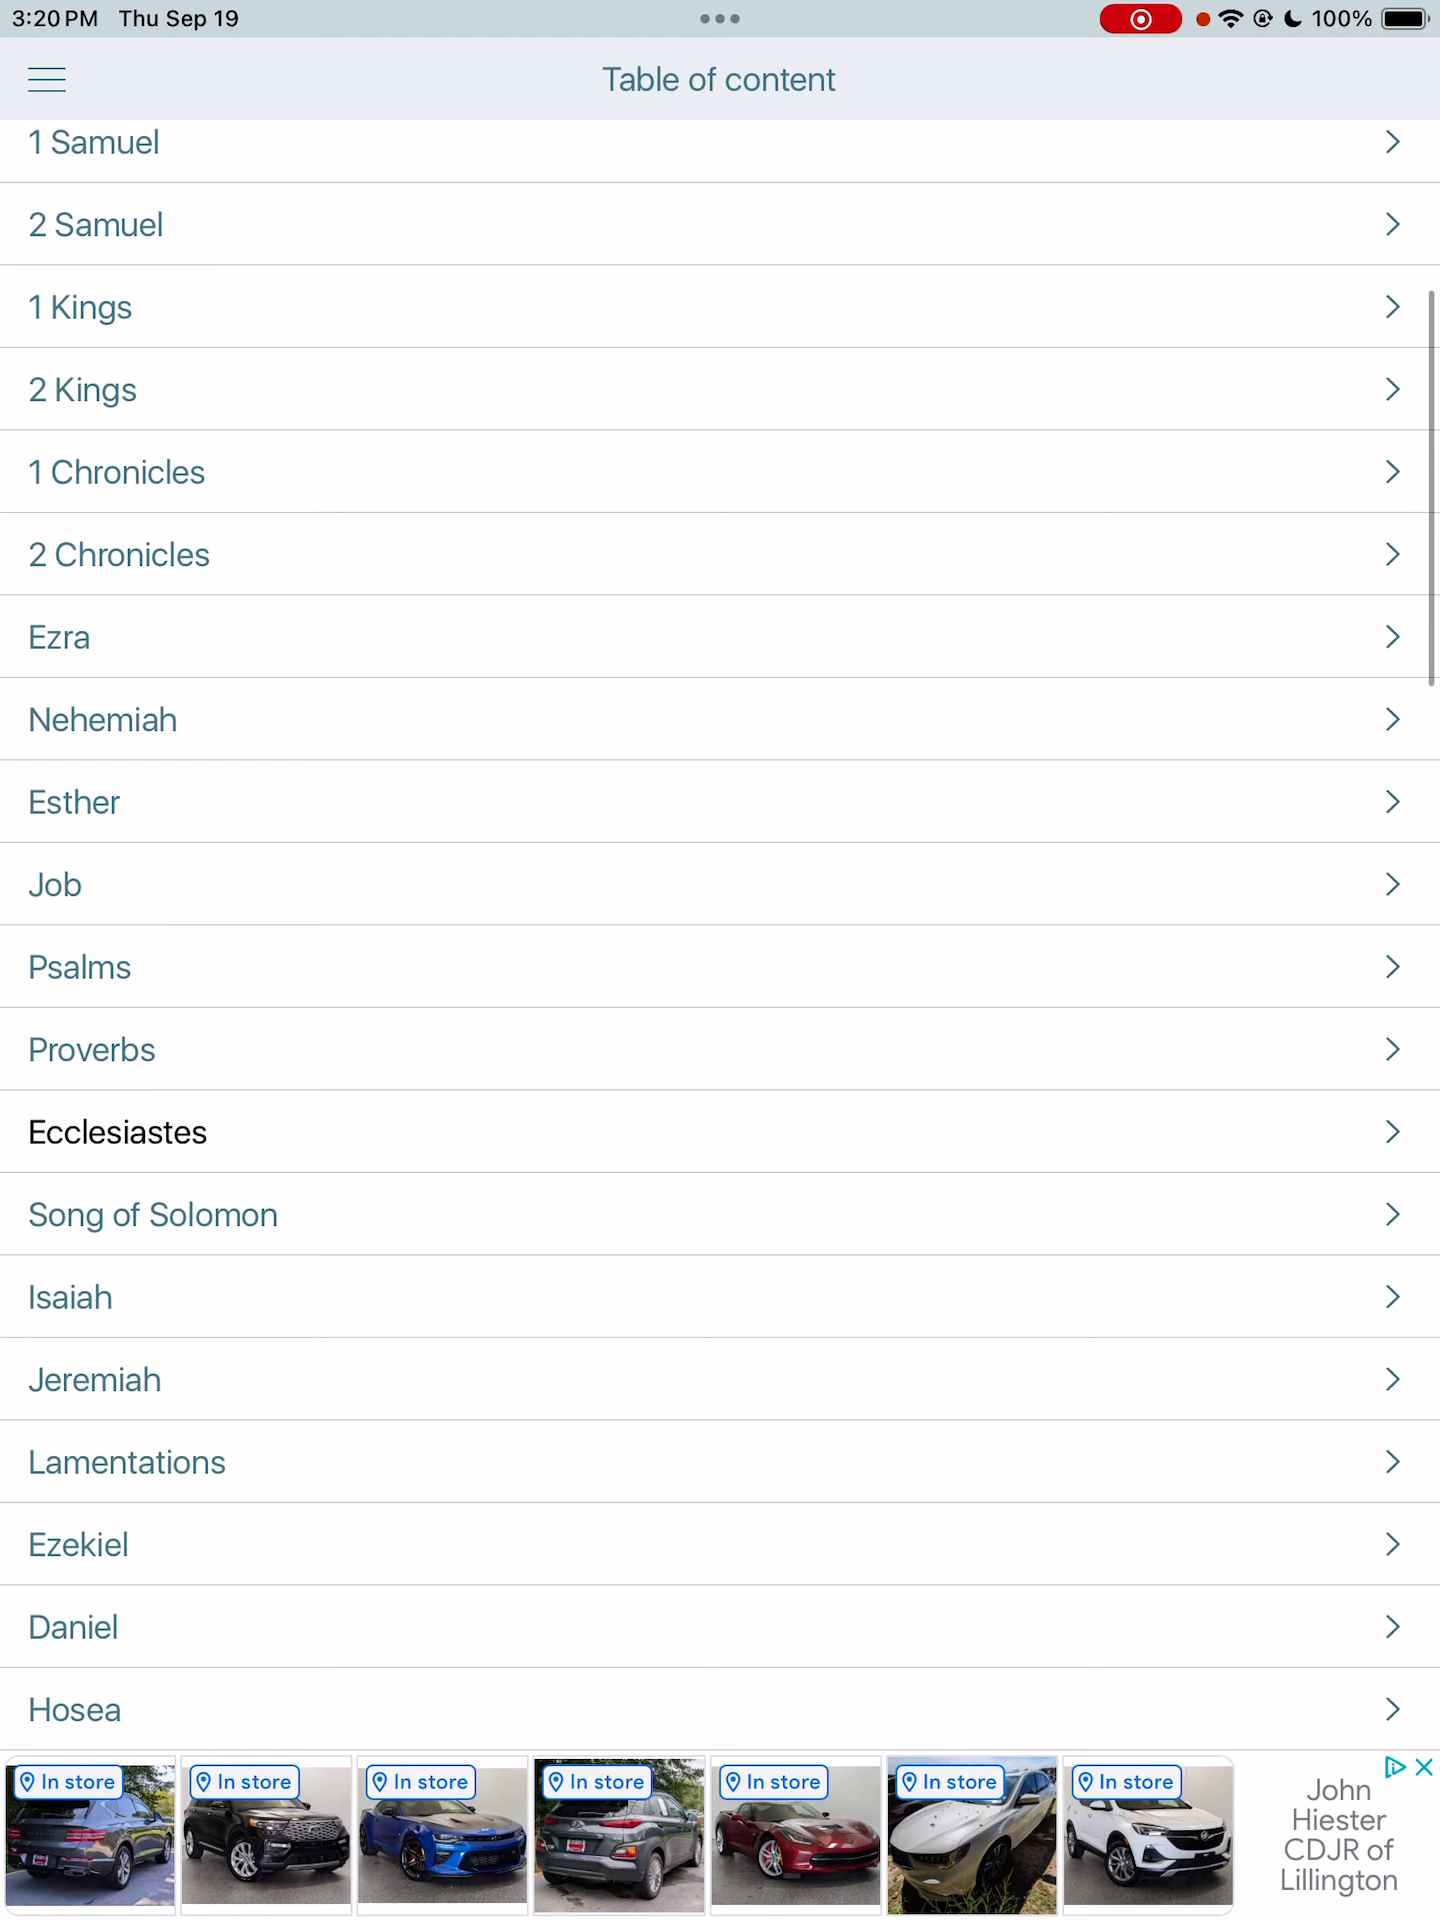 3:20 PM Thu Sep 19 100%
Table of content
1 Samuel
2 Samuel
1 Kings
2 Kings
1 Chronicles
2 Chronicles
Ezra
Nehemiah
Esther
Job
Psalms
Proverbs
Ecclesiastes
Song of Solomon
Isaiah
Jeremiah
Lamentations
Ezekiel
Daniel
Hosea
In store In store In store In store In store In store In store
John
Hiester
CDJR of
Lillington